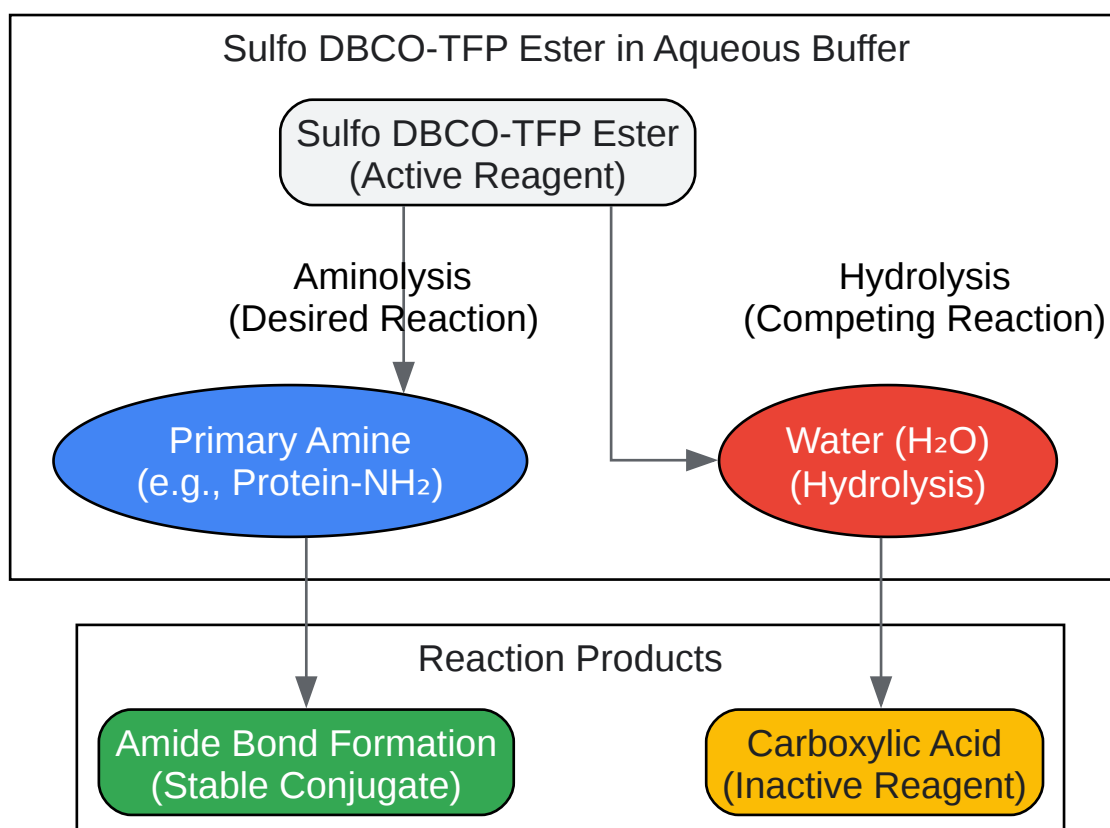 Sulfo DBCO-TFP Ester in Aqueous Buffer
Sulfo DBCO-TFP Ester
(Active Reagent)
Aminolysis
(Desired Reaction)
Hydrolysis
(Competing Reaction)
Primary Amine
(e.g., Protein-NH₂)
Water (H₂O)
(Hydrolysis)
Reaction Products
Amide Bond Formation
(Stable Conjugate)
Carboxylic Acid
(Inactive Reagent)